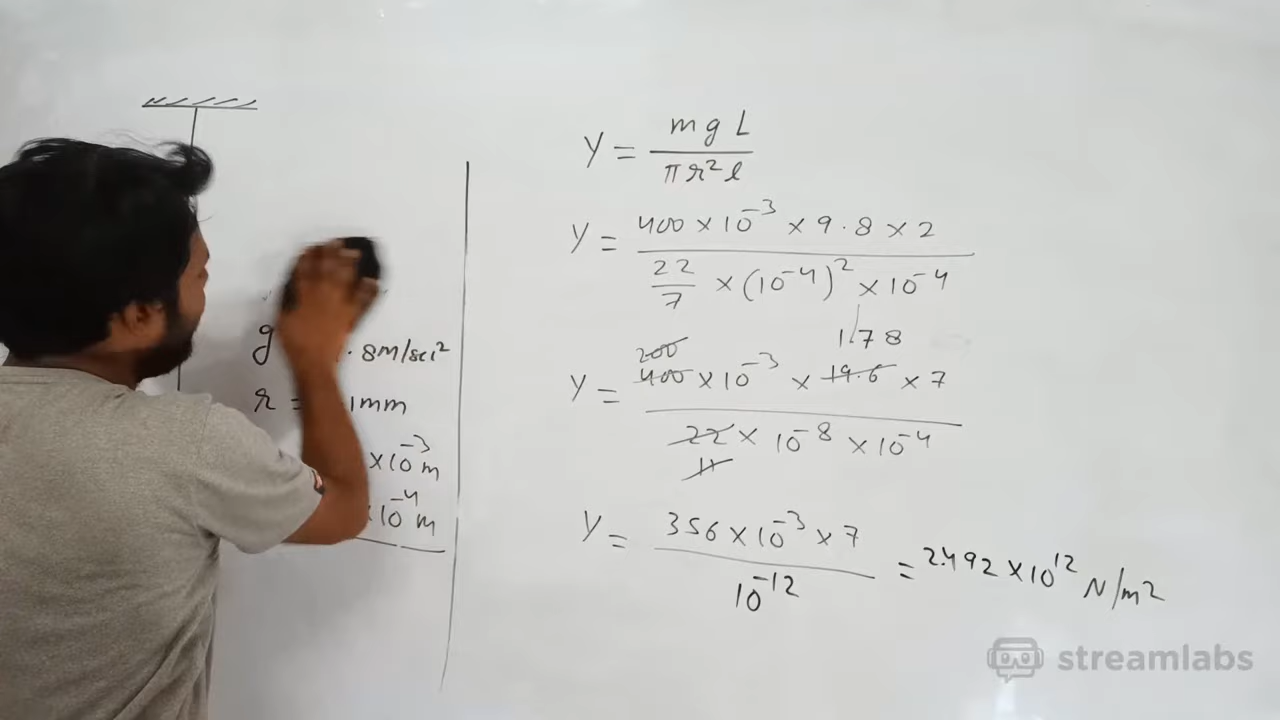 g . 8m/sec²
r = 1mm
×10⁻³m
×10⁻⁴m
Y = mgL / πr²l
Y = 400 × 10⁻³ × 9.8 × 2 / 22/7 × (10⁻⁴)² × 10⁻⁴
1.78
200
Y = 400 × 10⁻³ × 19.6 × 7 / 22 × 10⁻⁸ × 10⁻⁴
11
Y = 356 × 10⁻³ × 7 / 10⁻¹² = 2.492 × 10¹² N/m²
streamlabs